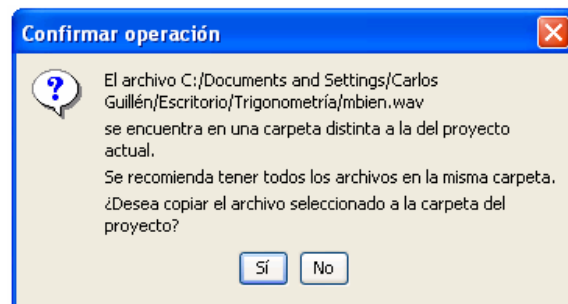 Confirmar operación
El archivo C:/Documents and Settings/Carlos
Guillén/Escritorio/Trigonometría/mbien.wav
se encuentra en una carpeta distinta a la del proyecto
actual.
Se recomienda tener todos los archivos en la misma carpeta.
¿Desea copiar el archivo seleccionado a la carpeta del
proyecto?
Sí No